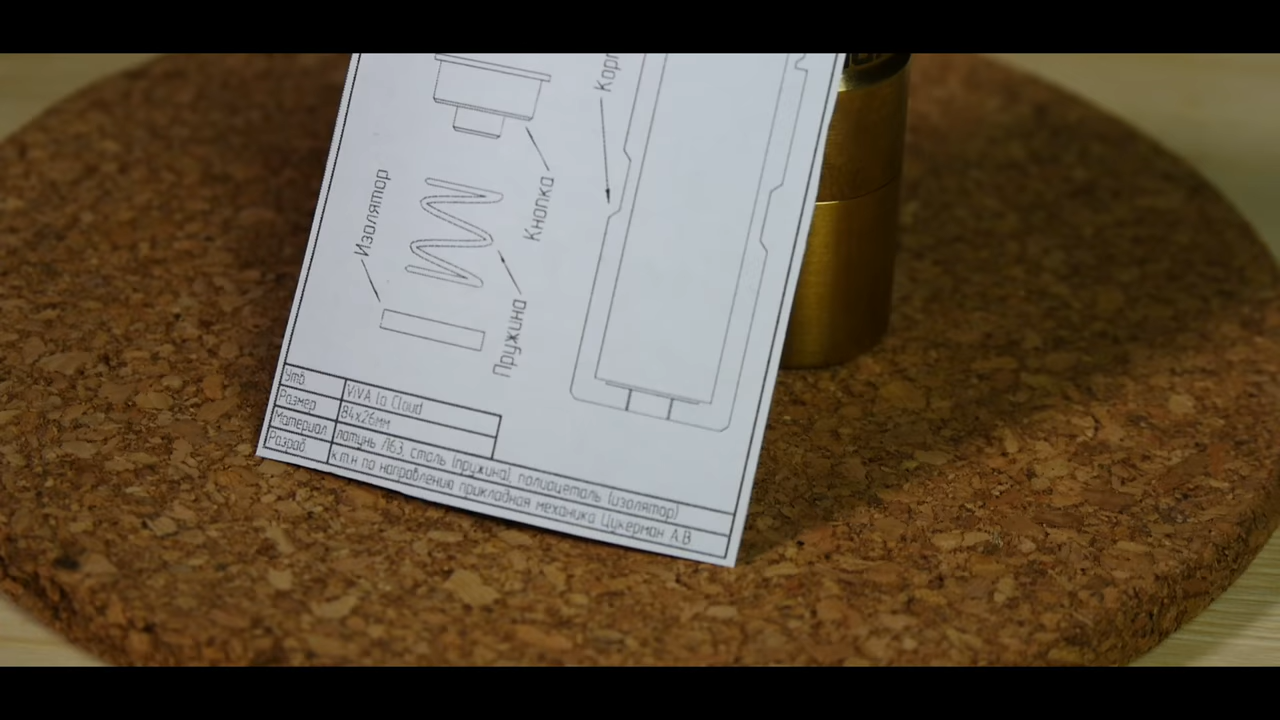 Корп
Кнопка
Изолятор
Пружина
Утв. ViVA la Cloud
Размер 84х26мм
Материал латунь Л63, сталь (пружина), полиацеталь (изолятор)
Разраб к.т.н по направлению прикладная механика Цукерман А.В